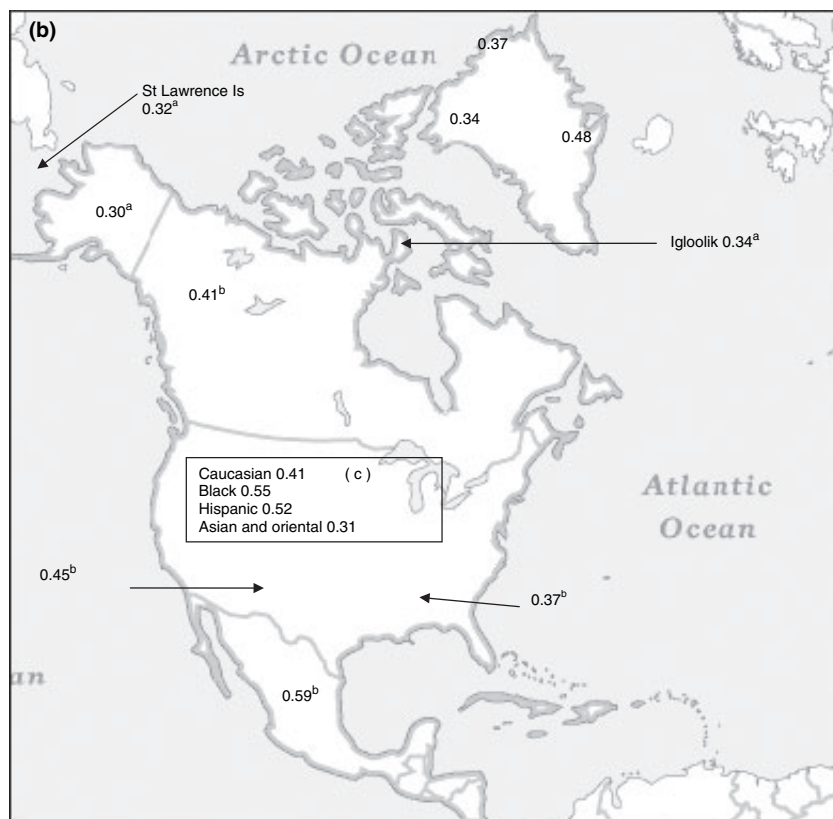 (b)
Arctic Ocean
0.37
St Lawrence Is
0.32ᵃ
0.34
0.48
0.30ᵃ
Igloolik 0.34ᵃ
0.41ᵇ
Caucasian 0.41 ( c )
Black 0.55
Hispanic 0.52
Asian and oriental 0.31
Atlantic
Ocean
0.45ᵇ
0.37ᵇ
an
0.59ᵇ